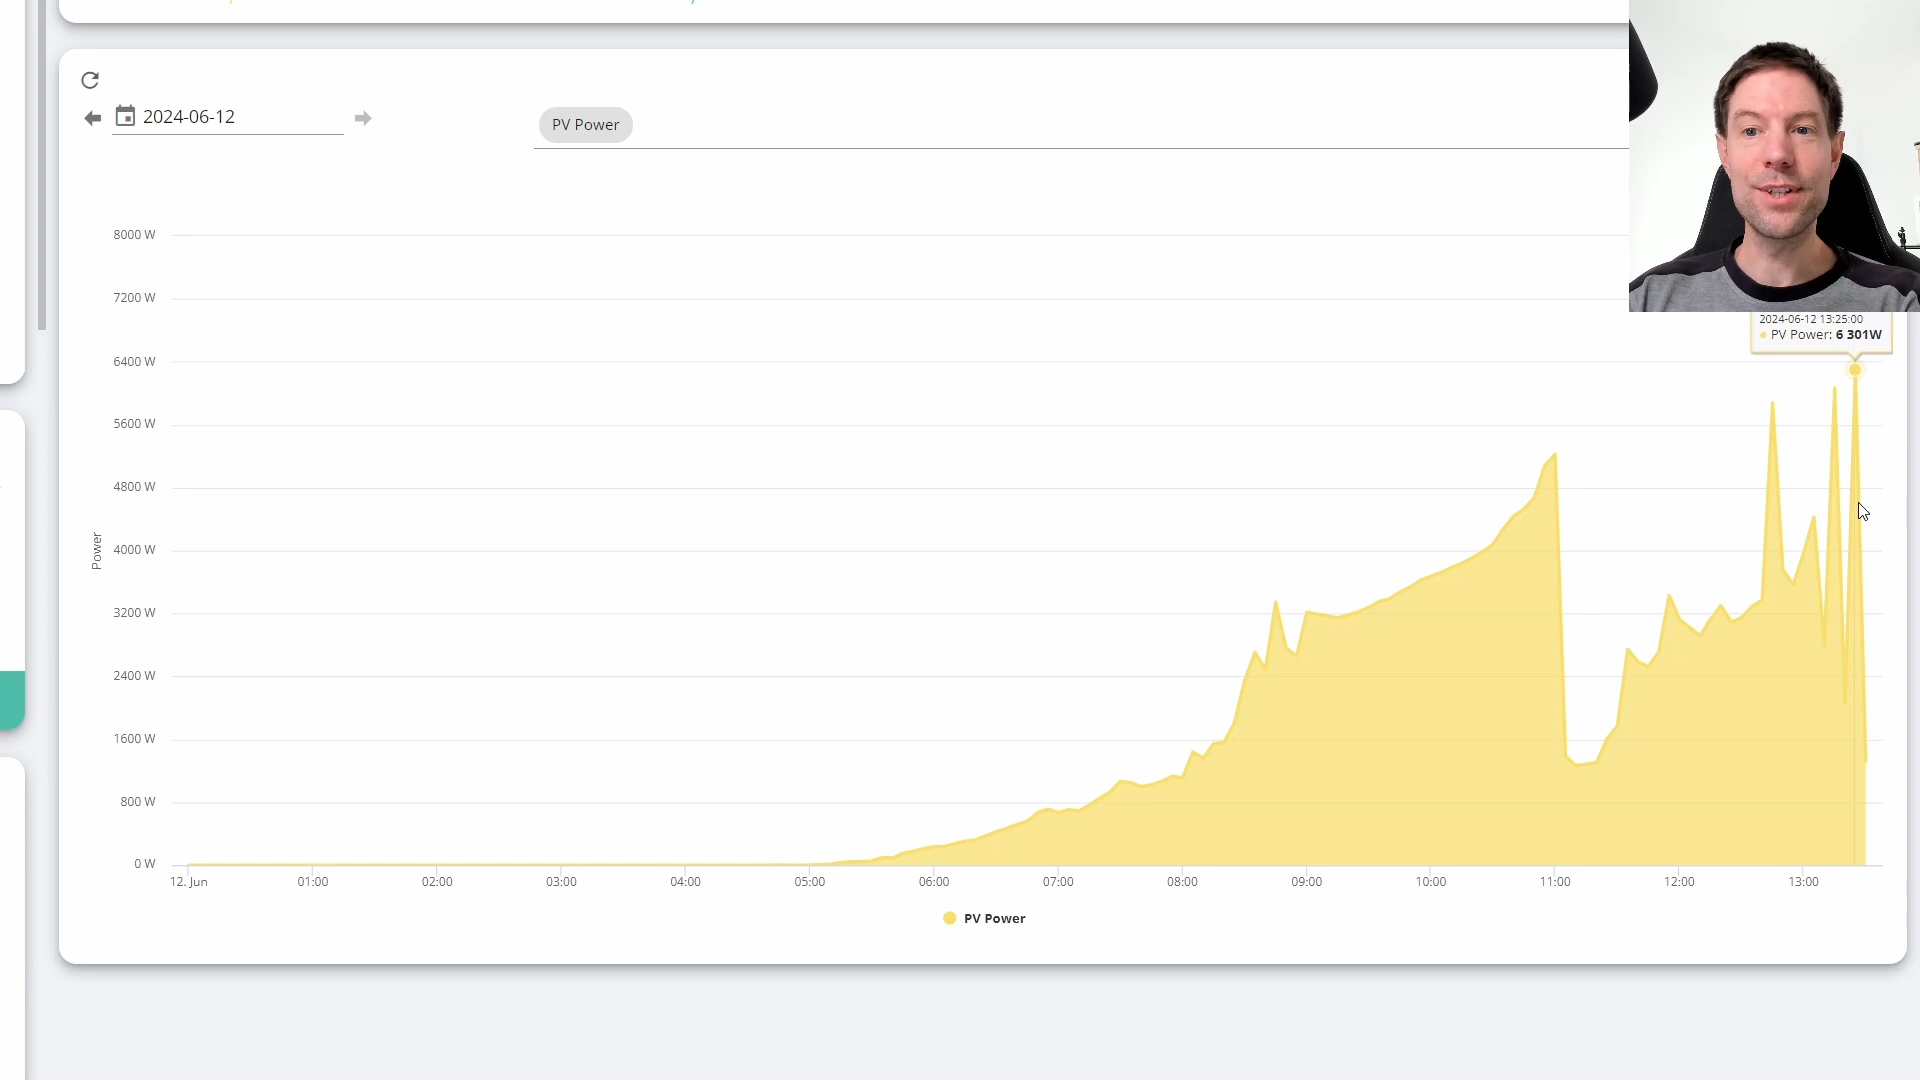 2024-06-12
PV Power
8000 W
7200 W
2024-06-12 13:25:00
PV Power: 6 301W
6400 W
5600 W
4800 W
Power
4000 W
3200 W
2400 W
1600 W
800 W
0 W
12. Jun 01:00 02:00 03:00 04:00 05:00 06:00 07:00 08:00 09:00 10:00 11:00 12:00 13:00
PV Power